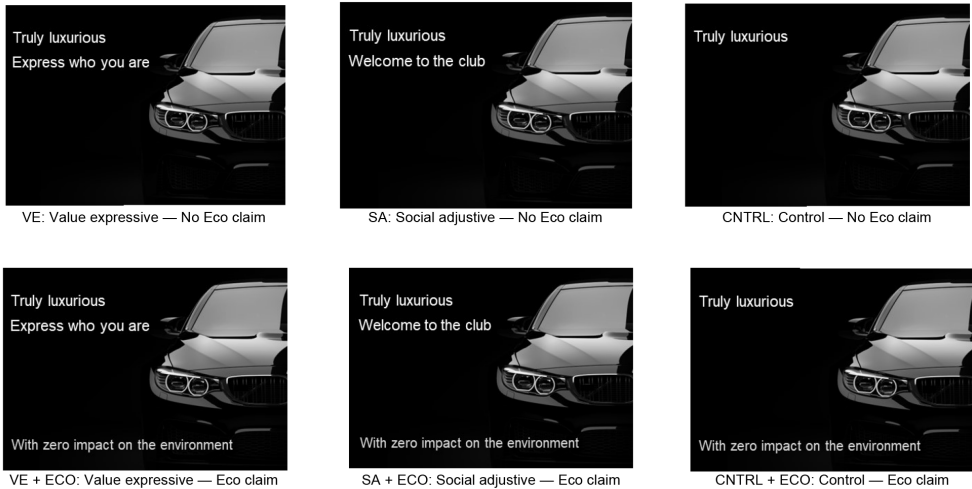 Truly luxurious
Express who you are
VE: Value expressive — No Eco claim
Truly luxurious
Welcome to the club
SA: Social adjustive — No Eco claim
Truly luxurious
CNTRL: Control — No Eco claim
Truly luxurious
Express who you are
With zero impact on the environment
VE + ECO: Value expressive — Eco claim
Truly luxurious
Welcome to the club
With zero impact on the environment
SA + ECO: Social adjustive — Eco claim
Truly luxurious
With zero impact on the environment
CNTRL + ECO: Control — Eco claim